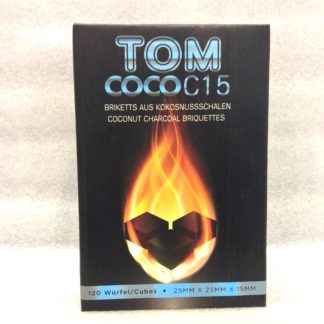 TOM
COCO C15
BRIKETTS AUS KOKOSNUSSSCHALEN
COCONUT CHARCOAL BRIQUETTES
120 Würfel/Cubes • 25MM X 25MM X 15MM